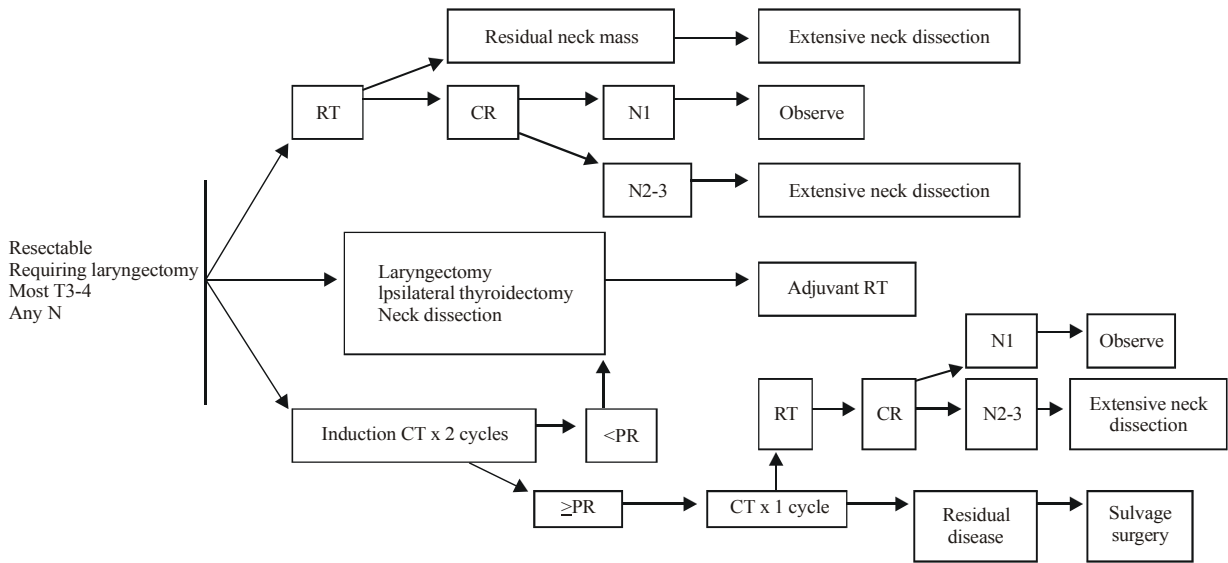 Residual neck mass
Extensive neck dissection
RT
CR
N1
Observe
N2-3
Extensive neck dissection
Resectable
Requiring laryngectomy
Most T3-4
Any N
Laryngectomy
Ipsilateral thyroidectomy
Neck dissection
Adjuvant RT
Induction CT x 2 cycles
<PR
≥PR
CT x 1 cycle
RT
CR
N1
Observe
N2-3
Extensive neck
dissection
Residual
disease
Sulvage
surgery